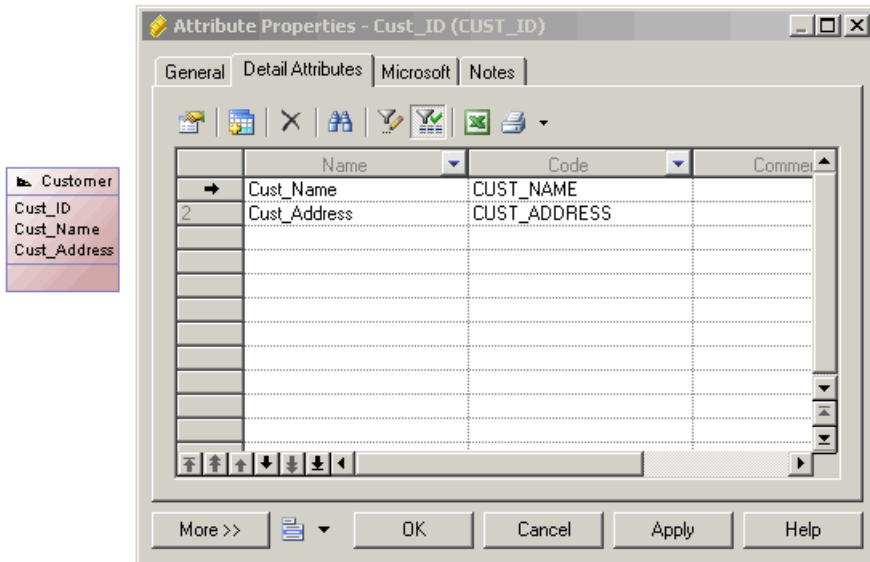 Attribute Properties - Cust_ID (CUST_ID)
General Detail Attributes Microsoft Notes
Customer
Cust_ID
Cust_Name
Cust_Address
Name Code Commer
Cust_Name CUST_NAME
2 Cust_Address CUST_ADDRESS
More >> OK Cancel Apply Help